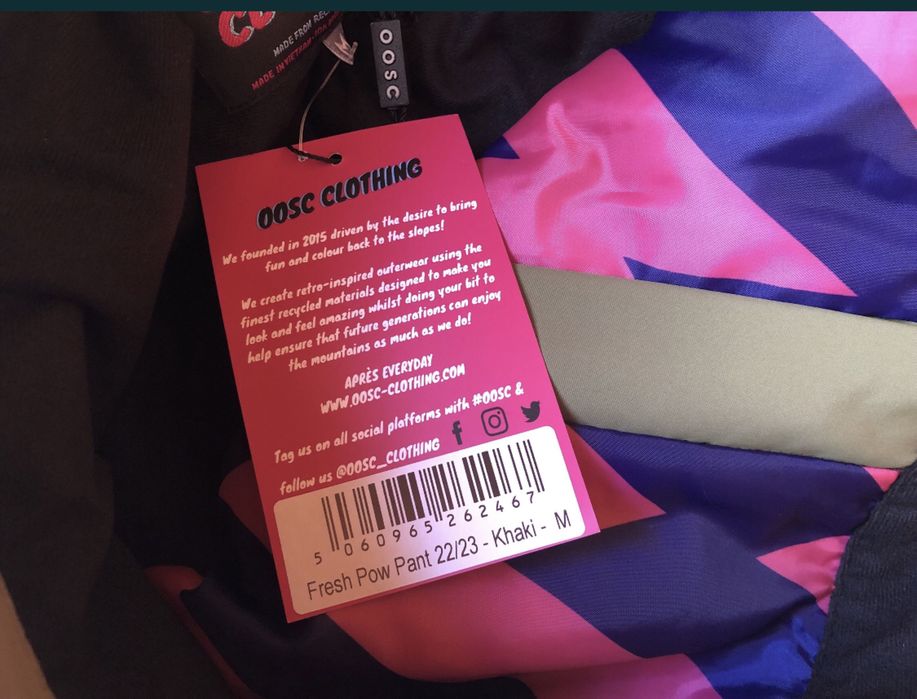 MADE FROM REC
MADE IN VIETNAM
M
OOSC
OOSC CLOTHING
We founded in 2015 driven by the desire to bring
fun and colour back to the slopes!
We create retro-inspired outerwear using the
finest recycled materials designed to make you
look and feel amazing whilst doing your bit to
help ensure that future generations can enjoy
the mountains as much as we do!
APRÈS EVERYDAY
WWW.OOSC-CLOTHING.COM
Tag us on all social platforms with #OOSC &
follow us @OOSC_CLOTHING
5 060965 262467
Fresh Pow Pant 22/23 - Khaki - M